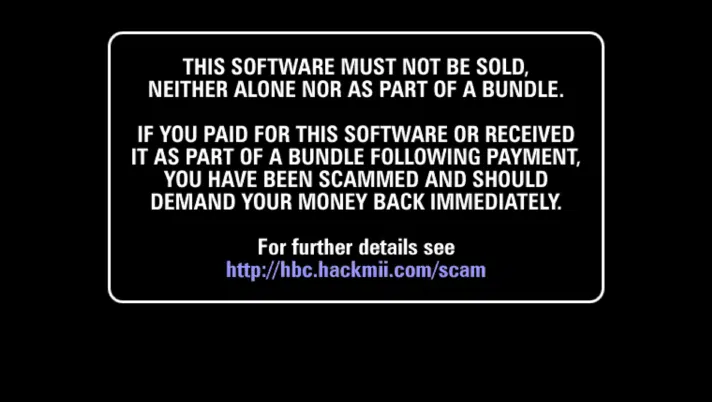 THIS SOFTWARE MUST NOT BE SOLD,
NEITHER ALONE NOR AS PART OF A BUNDLE.
IF YOU PAID FOR THIS SOFTWARE OR RECEIVED
IT AS PART OF A BUNDLE FOLLOWING PAYMENT,
YOU HAVE BEEN SCAMMED AND SHOULD
DEMAND YOUR MONEY BACK IMMEDIATELY.
For further details see
http://hbc.hackmii.com/scam